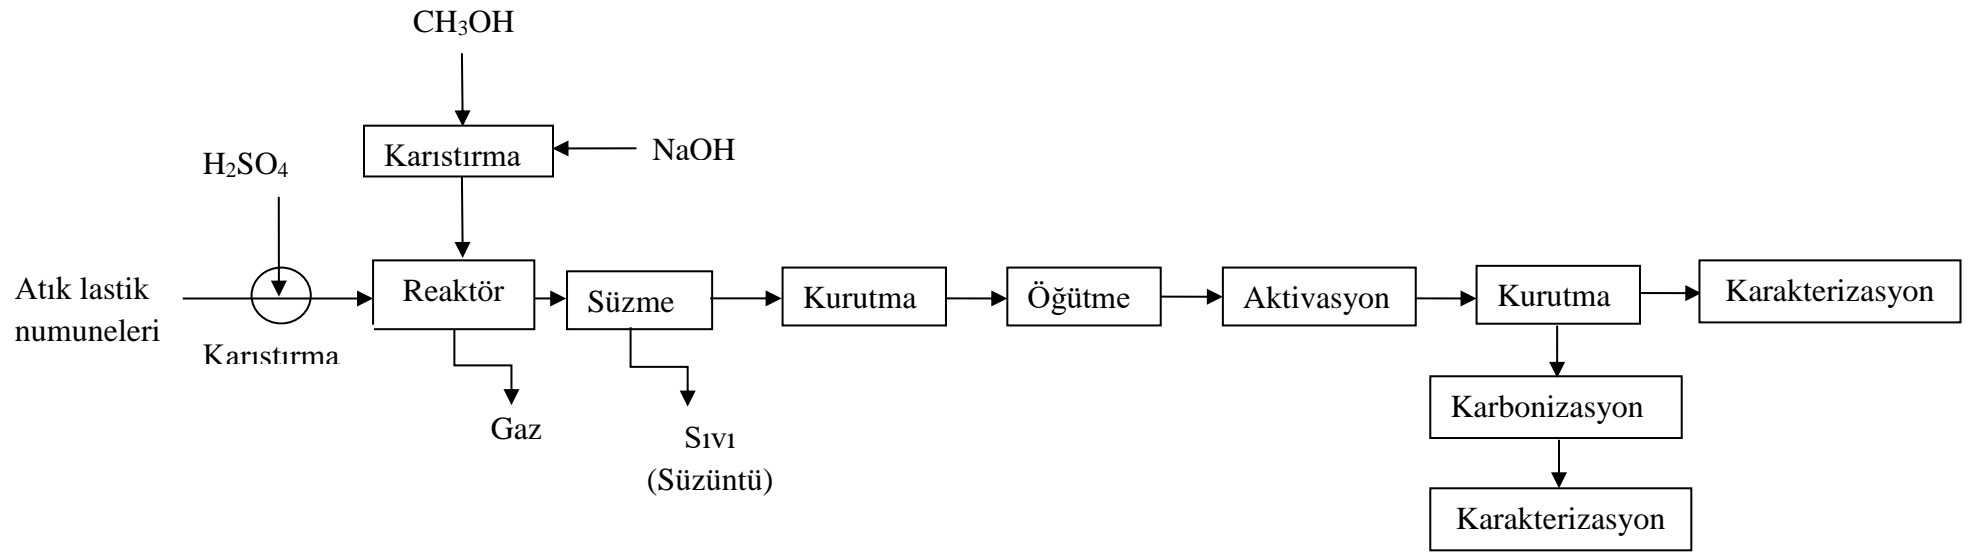 CH₃OH
Karıstırma
NaOH
H₂SO₄
Atık lastik
numuneleri
Karıstırma
Reaktör
Süzme
Kurutma
Öğütme
Aktivasyon
Kurutma
Karakterizasyon
Gaz
Sıvı
(Süzüntü)
Karbonizasyon
Karakterizasyon